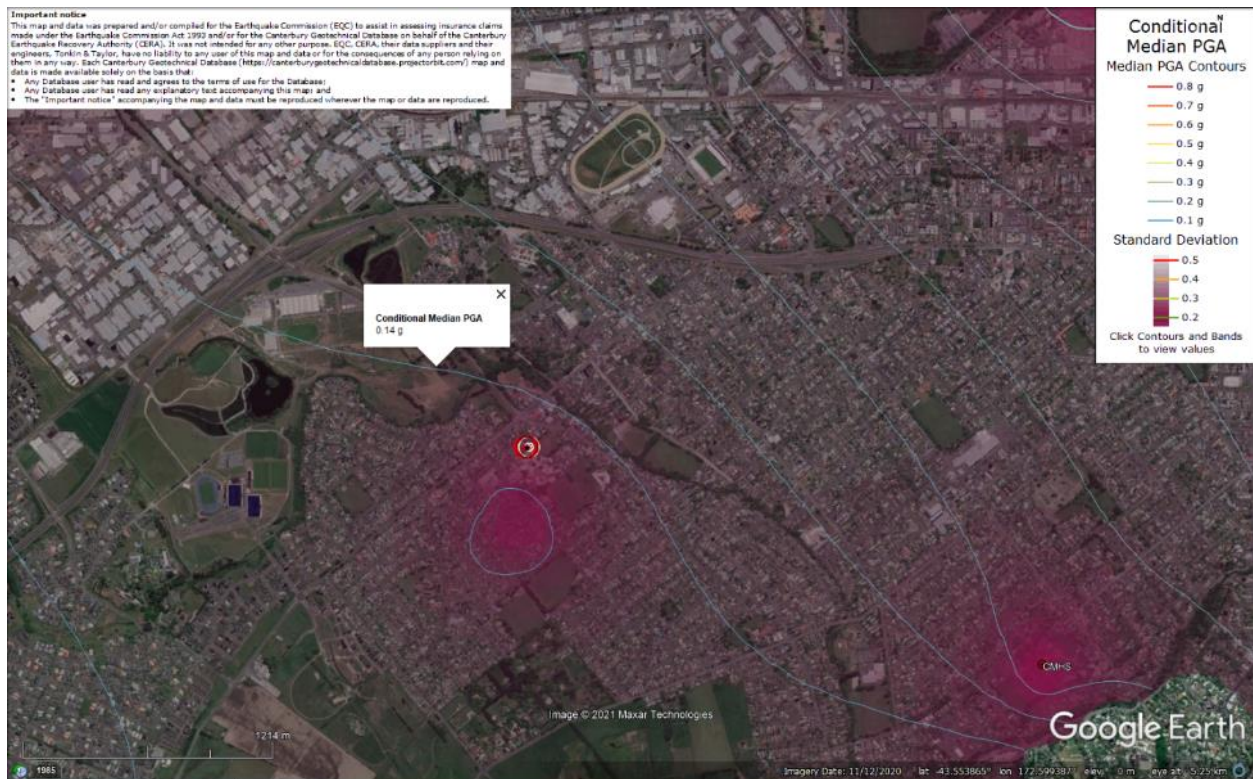 Important notice
This map and data was prepared and/or compiled for the Earthquake Commission (EQC) to assist in assessing insurance claims
made under the Earthquake Commission Act 1993 and/or for the Canterbury Geotechnical Database on behalf of the Canterbury
Earthquake Recovery Authority (CERA). It was not intended for any other purpose. EQC, CERA, their data suppliers and their
engineers, Tonkin & Taylor, have no liability to any user of this map and data or for the consequences of any person relying on
them in any way. Each Canterbury Geotechnical Database (https://canterburygeotechnicaldatabase.projectorbit.com/) map and
data is made available solely on the basis that:
• Any Database user has read and agrees to the terms of use for the Database;
• Any Database user has read any explanatory text accompanying this map; and
• The "Important notice" accompanying the map and data must be reproduced wherever the map or data are reproduced.
N
Conditional
Median PGA
Median PGA Contours
0.8 g
0.7 g
0.6 g
0.5 g
0.4 g
0.3 g
0.2 g
0.1 g
Standard Deviation
0.5
0.4
0.3
0.2
Click Contours and Bands
to view values
Conditional Median PGA
0.14 g
CMHS
Image © 2021 Maxar Technologies
Google Earth
1214 m
1985
Imagery Date: 11/12/2020 lat -43.553865° lon 172.599387° elev 0 m eye alt 5.25 km